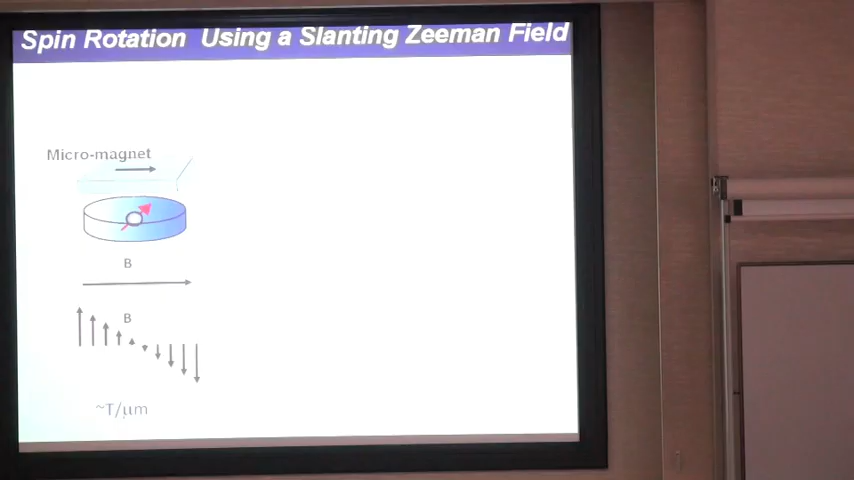 Spin Rotation Using a Slanting Zeeman Field
Micro-magnet
B
B
~T/µm